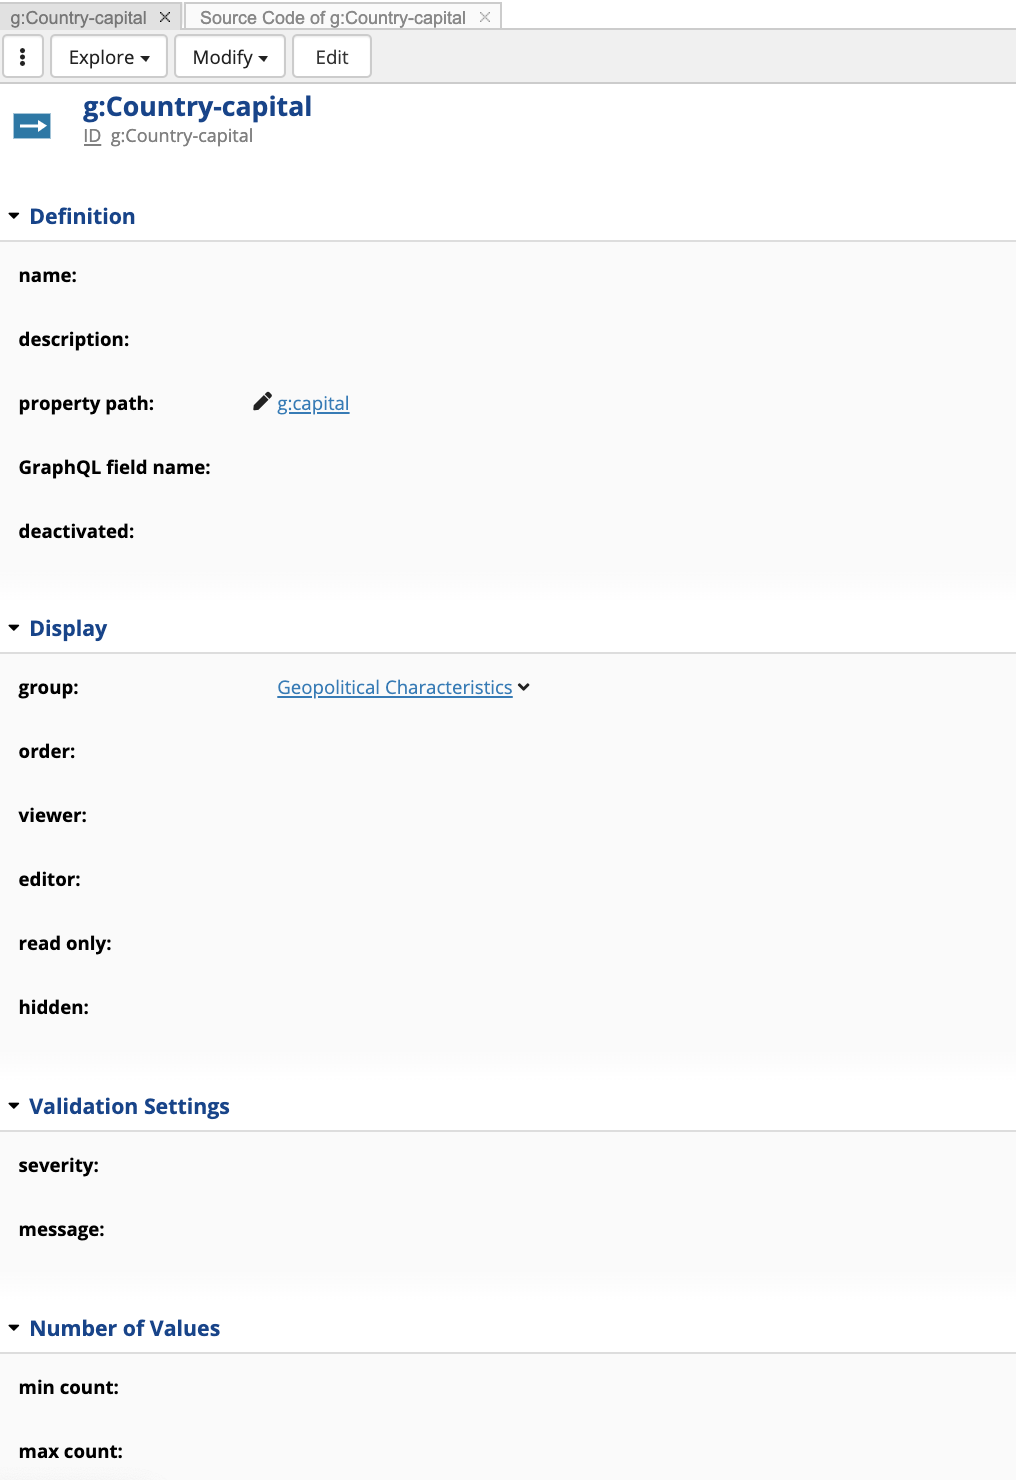 g:Country-capital
Source Code of g:Country-capital
Explore
Modify
Edit
g:Country-capital
ID g:Country-capital
Definition
name:
description:
property path: g:capital
GraphQL field name:
deactivated:
Display
group: Geopolitical Characteristics
order:
viewer:
editor:
read only:
hidden:
Validation Settings
severity:
message:
Number of Values
min count:
max count: